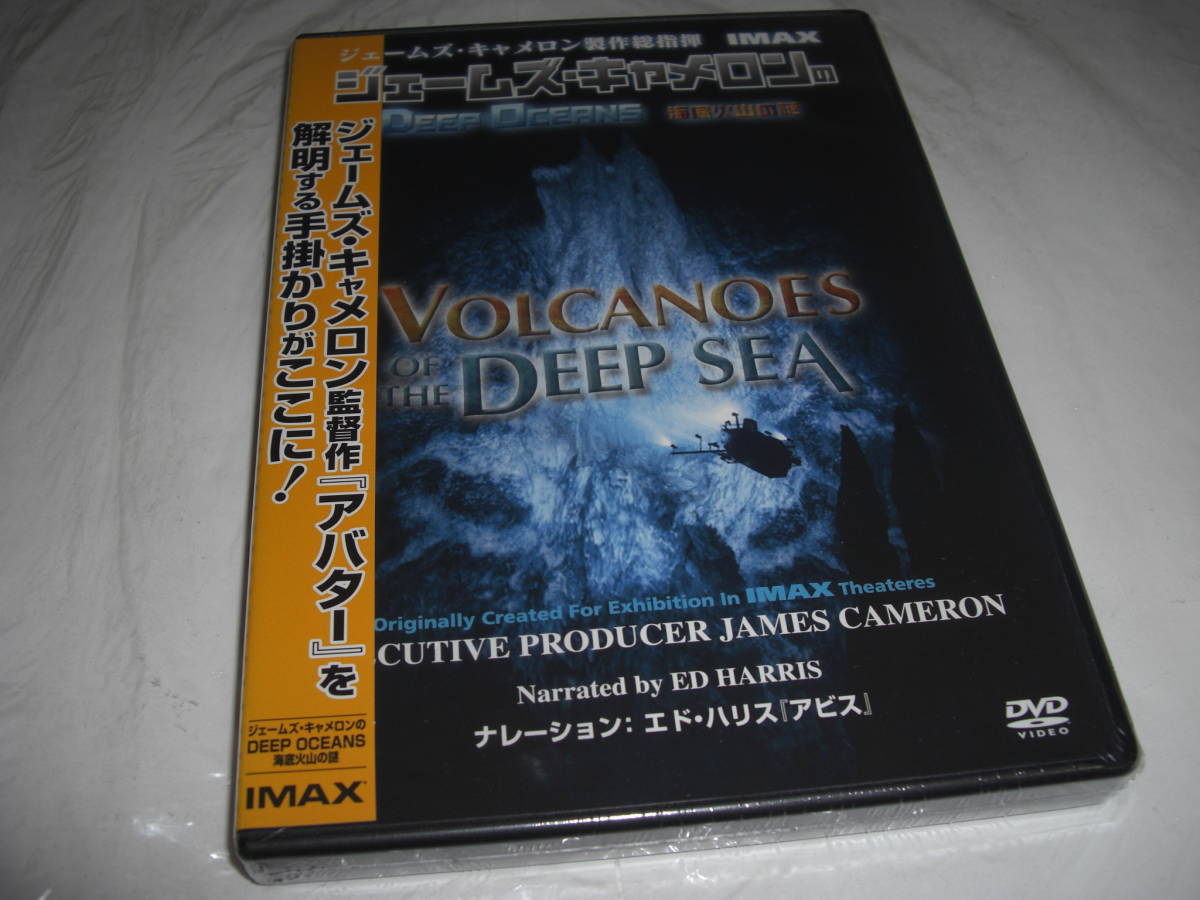 ジェームズ・キャメロン製作総指揮 IMAX
ジェームズ・キャメロンの
DEEP OCEANS 海底火山の謎
ジェームズ・キャメロン監督作『アバター』を
解明する手掛かりがここに!
VOLCANOES
OF
THE DEEP SEA
Originally Created For Exhibition In IMAX Theateres
ECUTIVE PRODUCER JAMES CAMERON
Narrated by ED HARRIS
ナレーション: エド・ハリス『アビス』
DVD
VIDEO
ジェームズ・キャメロンの
DEEP OCEANS
海底火山の謎
IMAX